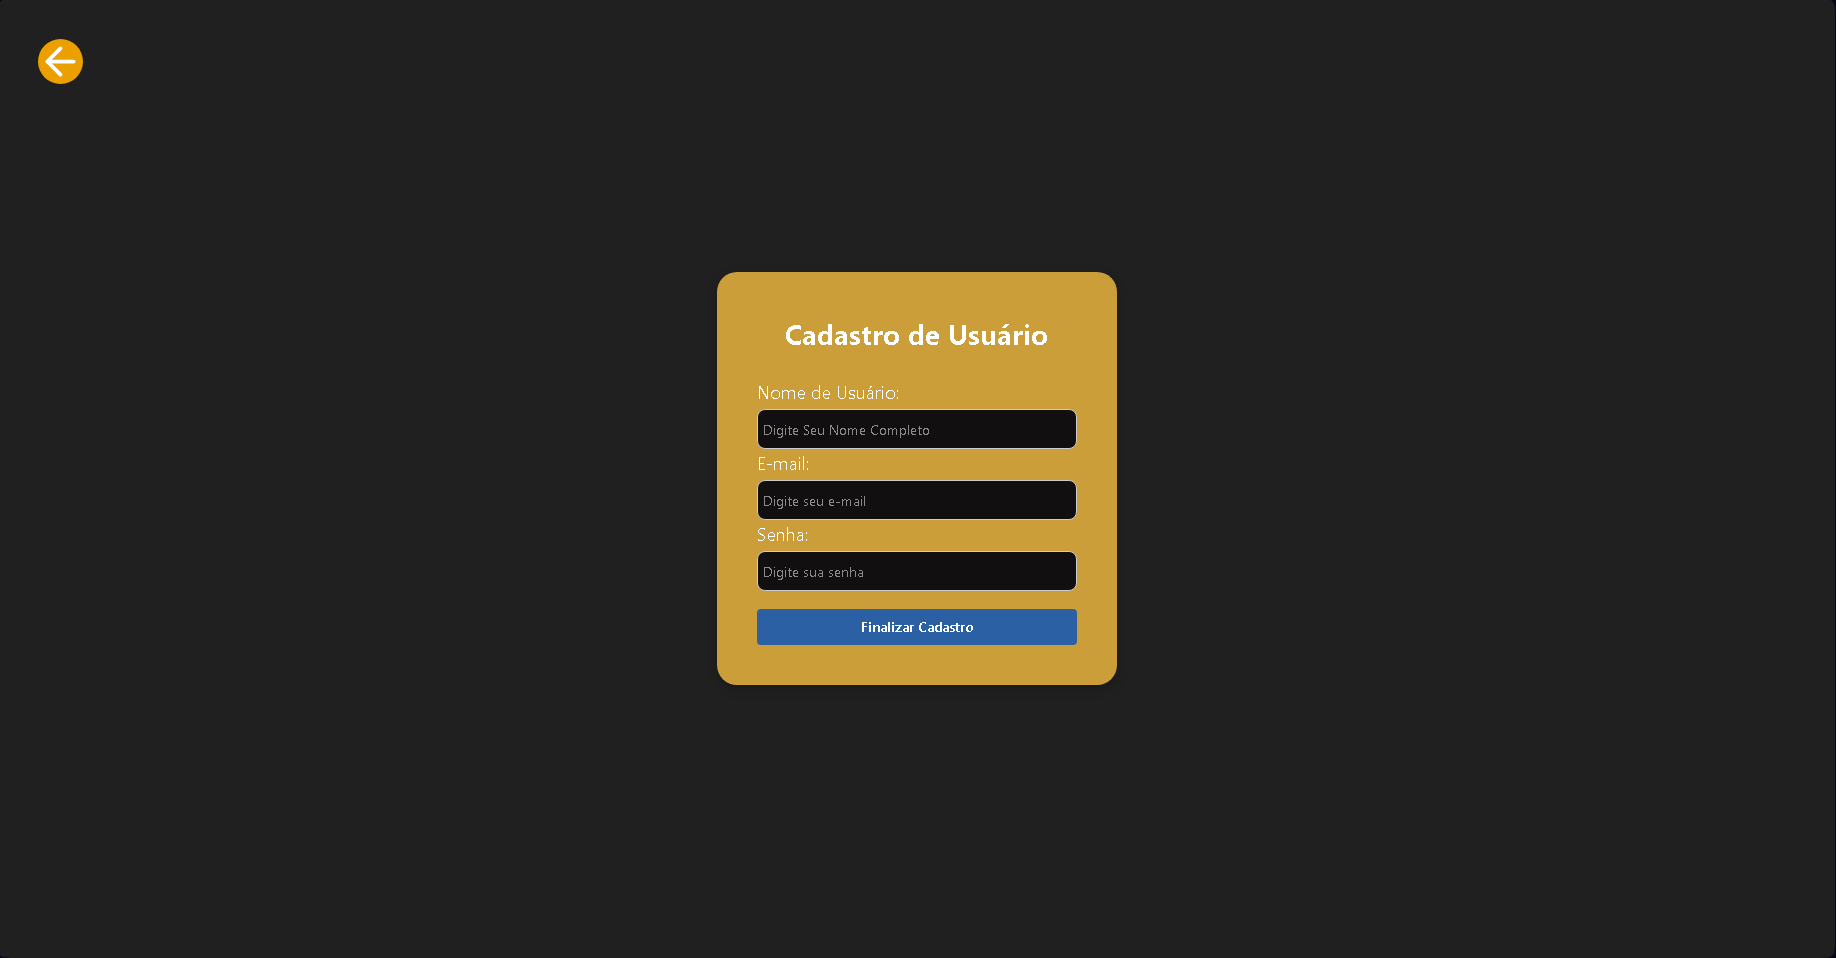 Cadastro de Usuário
Nome de Usuário:
Digite Seu Nome Completo
E-mail:
Digite seu e-mail
Senha:
Digite sua senha
Finalizar Cadastro